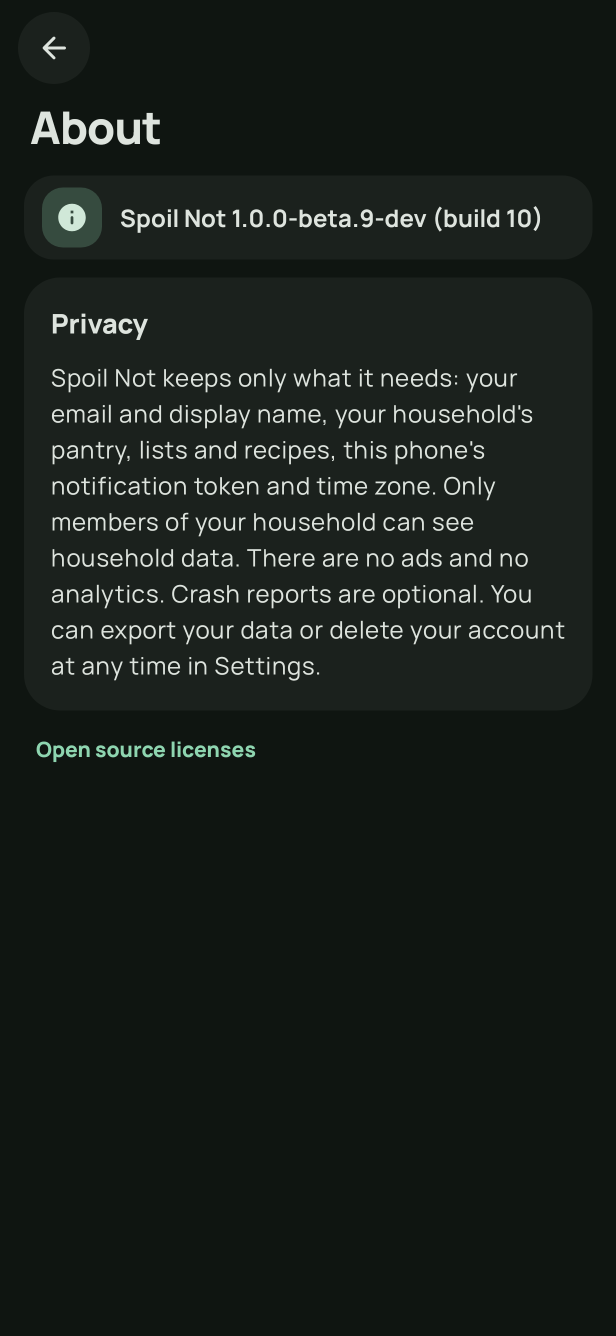 About
Spoil Not 1.0.0-beta.9-dev (build 10)
Privacy
Spoil Not keeps only what it needs: your
email and display name, your household's
pantry, lists and recipes, this phone's
notification token and time zone. Only
members of your household can see
household data. There are no ads and no
analytics. Crash reports are optional. You
can export your data or delete your account
at any time in Settings.
Open source licenses